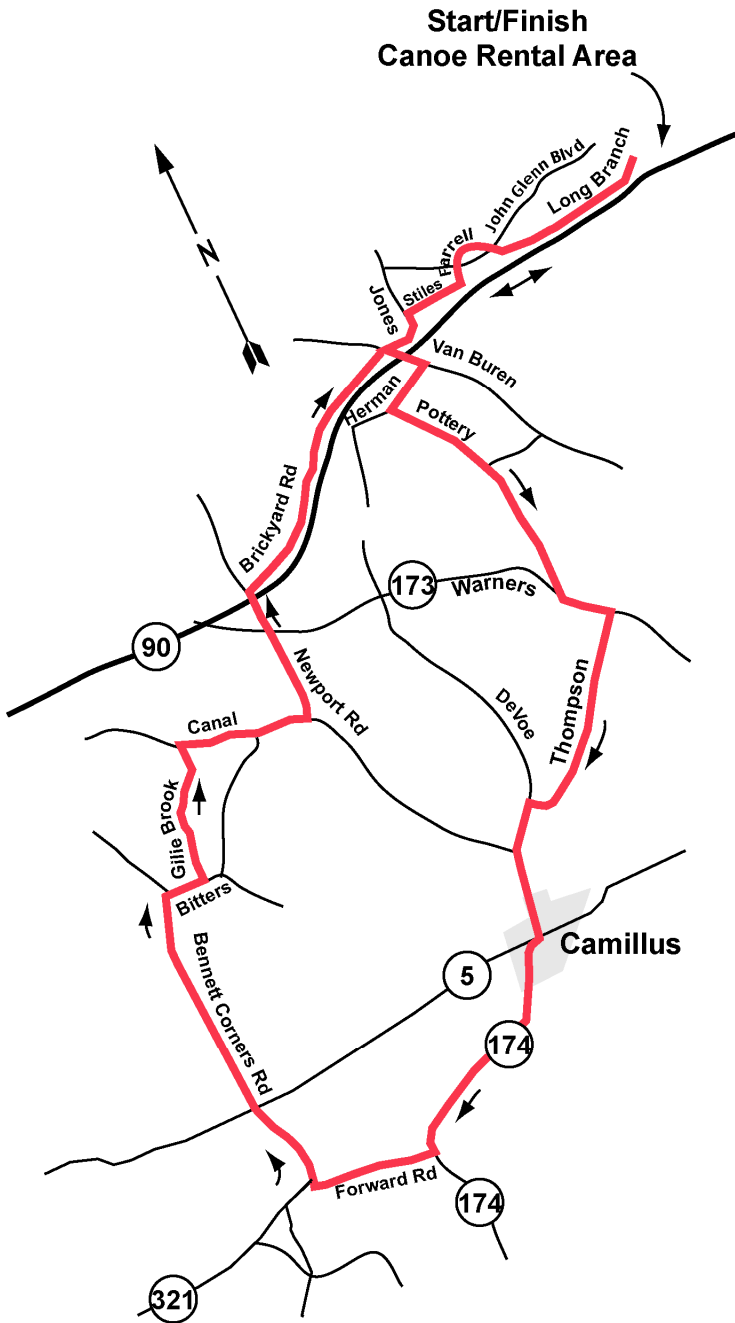 Start/Finish
Canoe Rental Area
John Glenn Blvd
Long Branch
N
Farrell
Stiles
Jones
Van Buren
Herman
Pottery
Brickyard Rd
173
Warners
90
Newport Rd
Thompson
DeVoe
Canal
Gilie Brook
Bitters
Camillus
Bennett Corners Rd
5
174
Forward Rd
174
321